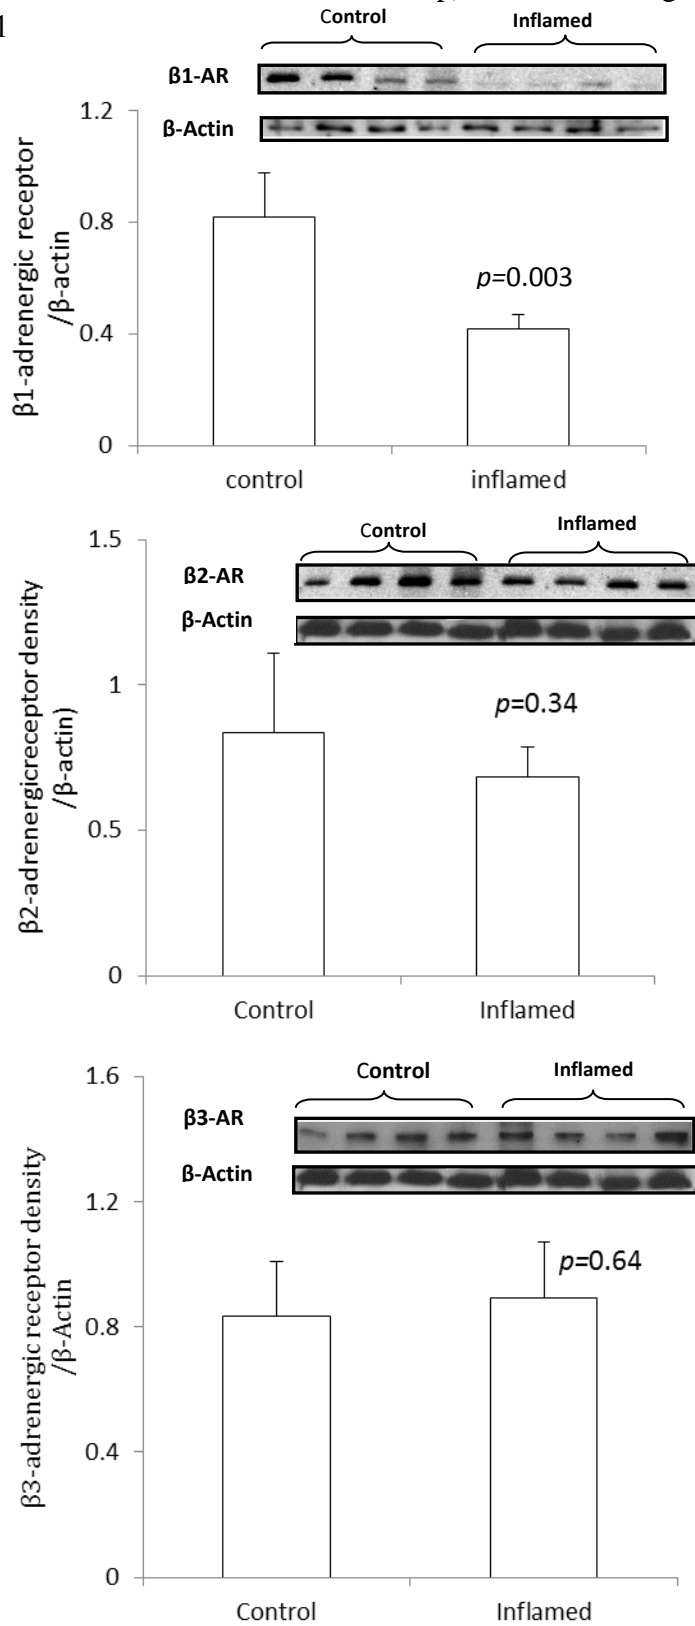 1
Control Inflamed
β1-AR
β-Actin
1.2
0.8
0.4
0
β1-adrenergic receptor
/β-actin
p=0.003
control inflamed
Control Inflamed
β2-AR
β-Actin
1.5
1
0.5
0
β2-adrenergicreceptor density
/β-actin)
p=0.34
Control Inflamed
Control Inflamed
β3-AR
β-Actin
1.6
1.2
0.8
0.4
0
β3-adrenergic receptor density
/β-Actin
p=0.64
Control Inflamed